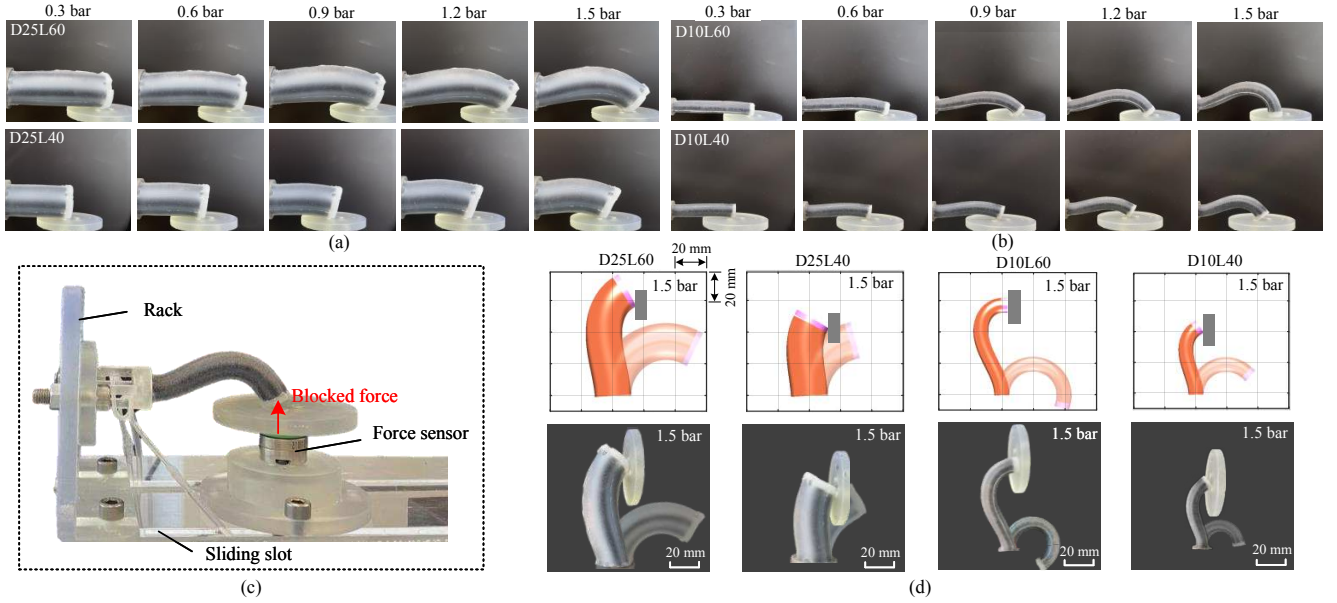 0.3 bar 0.6 bar 0.9 bar 1.2 bar 1.5 bar 0.3 bar 0.6 bar 0.9 bar 1.2 bar 1.5 bar
D25L60 D10L60
D25L40 D10L40
(a) (b)
Rack
Blocked force
Force sensor
Sliding slot
(c)
20 mm
D25L60 D25L40 D10L60 D10L40
20 mm
1.5 bar 1.5 bar 1.5 bar 1.5 bar
1.5 bar 1.5 bar 1.5 bar 1.5 bar
20 mm 20 mm 20 mm 20 mm
(d)